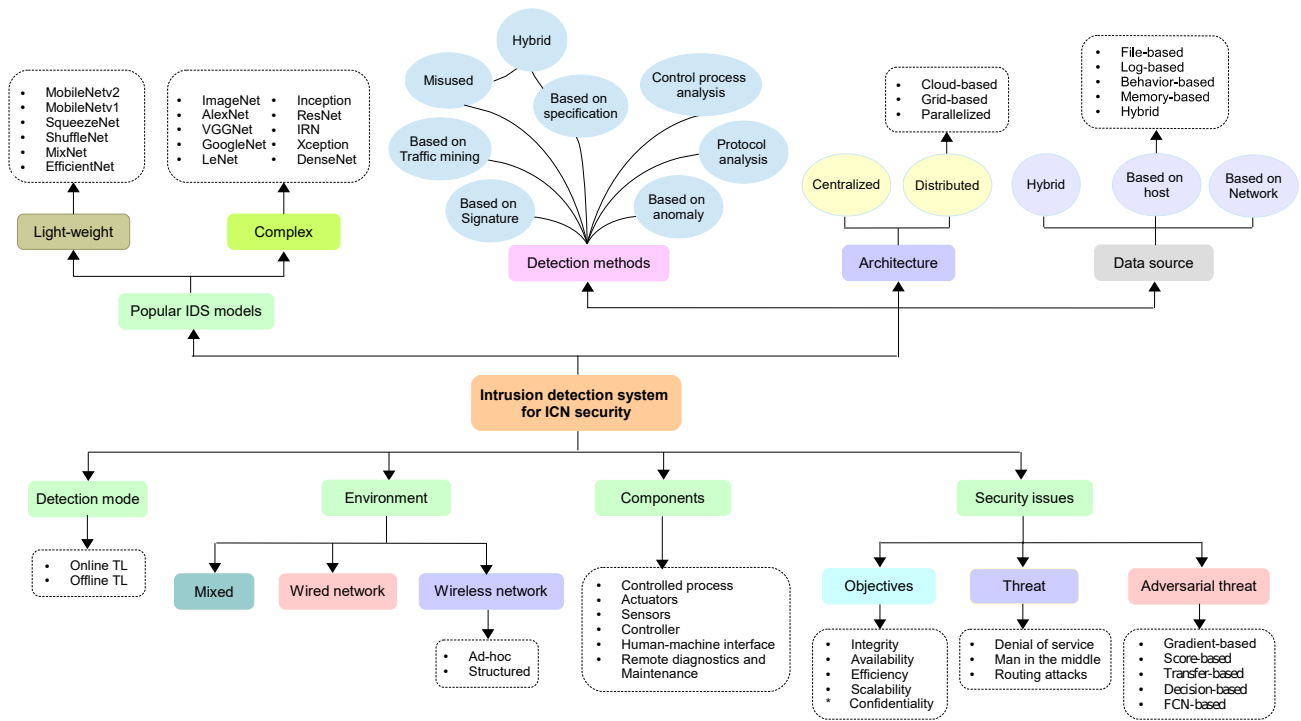 MobileNetv2
MobileNetv1
SqueezeNet
ShuffleNet
MixNet
EfficientNet
ImageNet
AlexNet
VGGNet
GoogleNet
LeNet
Inception
ResNet
IRN
Xception
DenseNet
Light-weight
Complex
Popular IDS models
Hybrid
Misused
Based on
specification
Control process
analysis
Based on
Traffic mining
Protocol
analysis
Based on
Signature
Based on
anomaly
Detection methods
Cloud-based
Grid-based
Parallelized
Centralized
Distributed
Architecture
File-based
Log-based
Behavior-based
Memory-based
Hybrid
Hybrid
Based on
host
Based on
Network
Data source
Intrusion detection system
for ICN security
Detection mode
Online TL
Offline TL
Environment
Mixed
Wired network
Wireless network
Ad-hoc
Structured
Components
Controlled process
Actuators
Sensors
Controller
Human-machine interface
Remote diagnostics and
Maintenance
Security issues
Objectives
Integrity
Availability
Efficiency
Scalability
* Confidentiality
Threat
Denial of service
Man in the middle
Routing attacks
Adversarial threat
Gradient-based
Score-based
Transfer-based
Decision-based
FCN-based